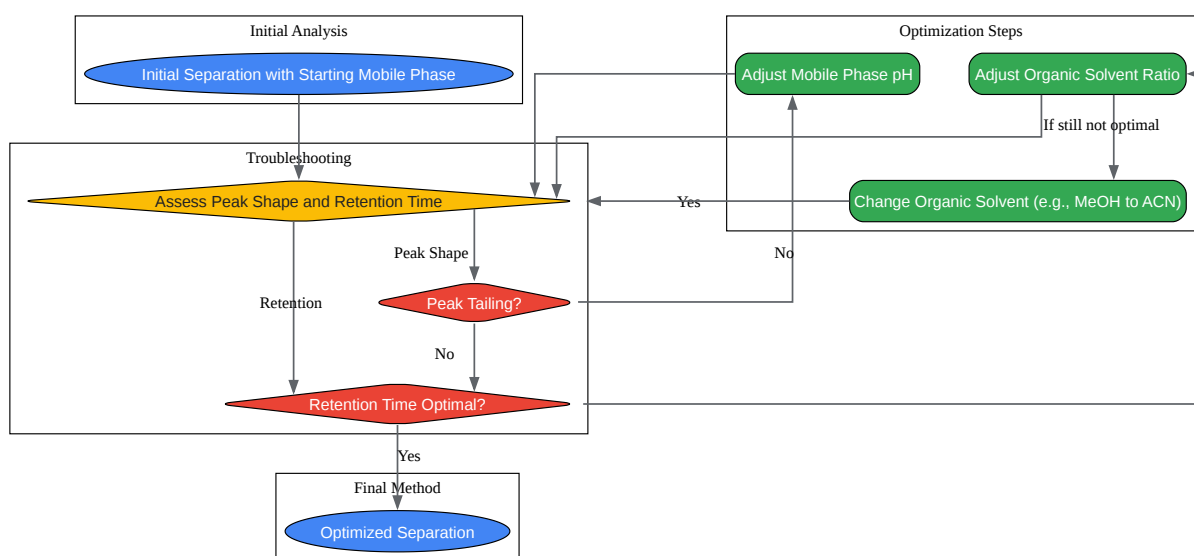 Initial Analysis
Optimization Steps
Initial Separation with Starting Mobile Phase
Adjust Mobile Phase pH
Adjust Organic Solvent Ratio
If still not optimal
Troubleshooting
Assess Peak Shape and Retention Time
Yes
Change Organic Solvent (e.g., MeOH to ACN)
Peak Shape
No
Retention
Peak Tailing?
No
Retention Time Optimal?
Yes
Final Method
Optimized Separation